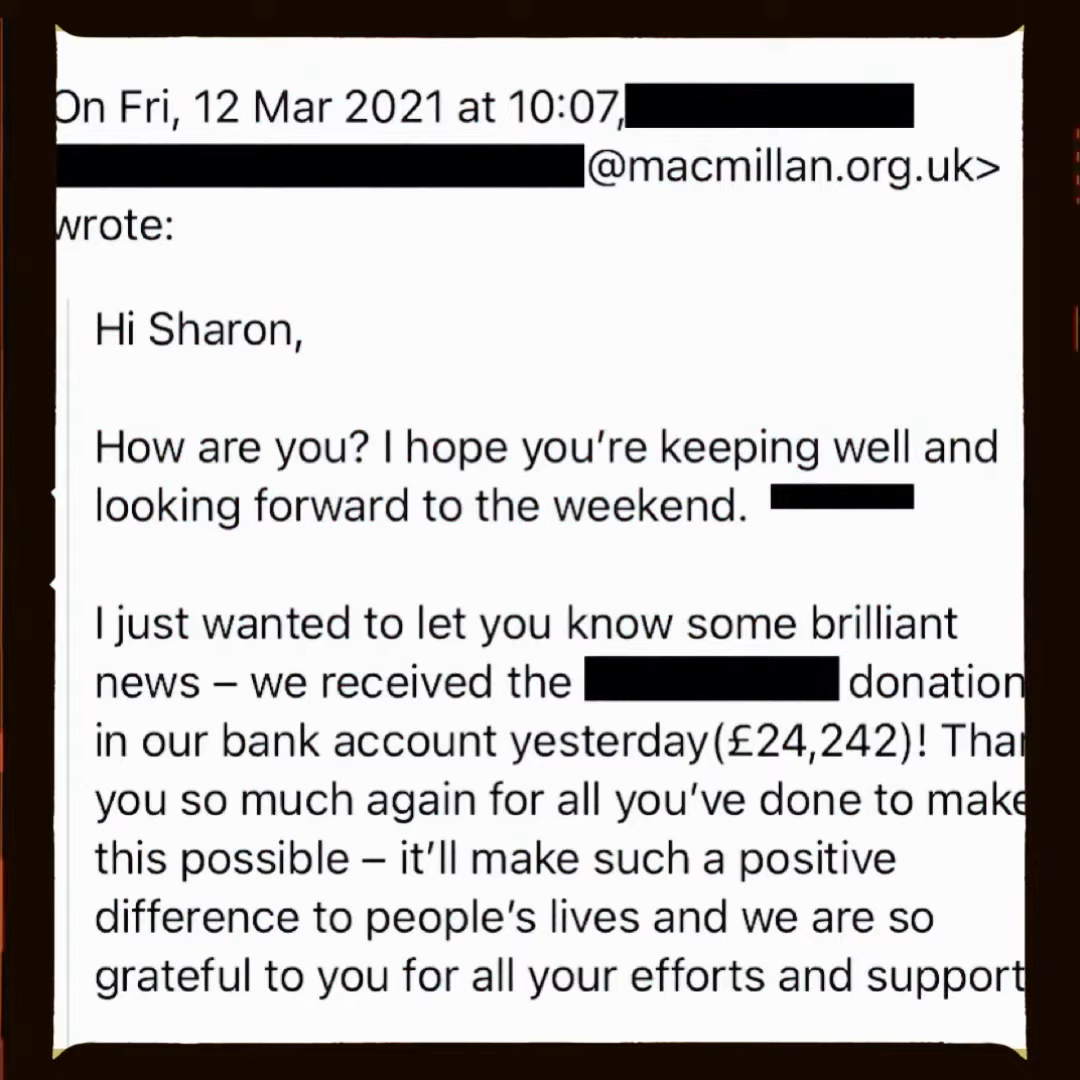 On Fri, 12 Mar 2021 at 10:07,
@macmillan.org.uk>
wrote:
Hi Sharon,
How are you? I hope you're keeping well and
looking forward to the weekend.
I just wanted to let you know some brilliant
news – we received the donation
in our bank account yesterday(£24,242)! Than
you so much again for all you've done to make
this possible – it'll make such a positive
difference to people's lives and we are so
grateful to you for all your efforts and support